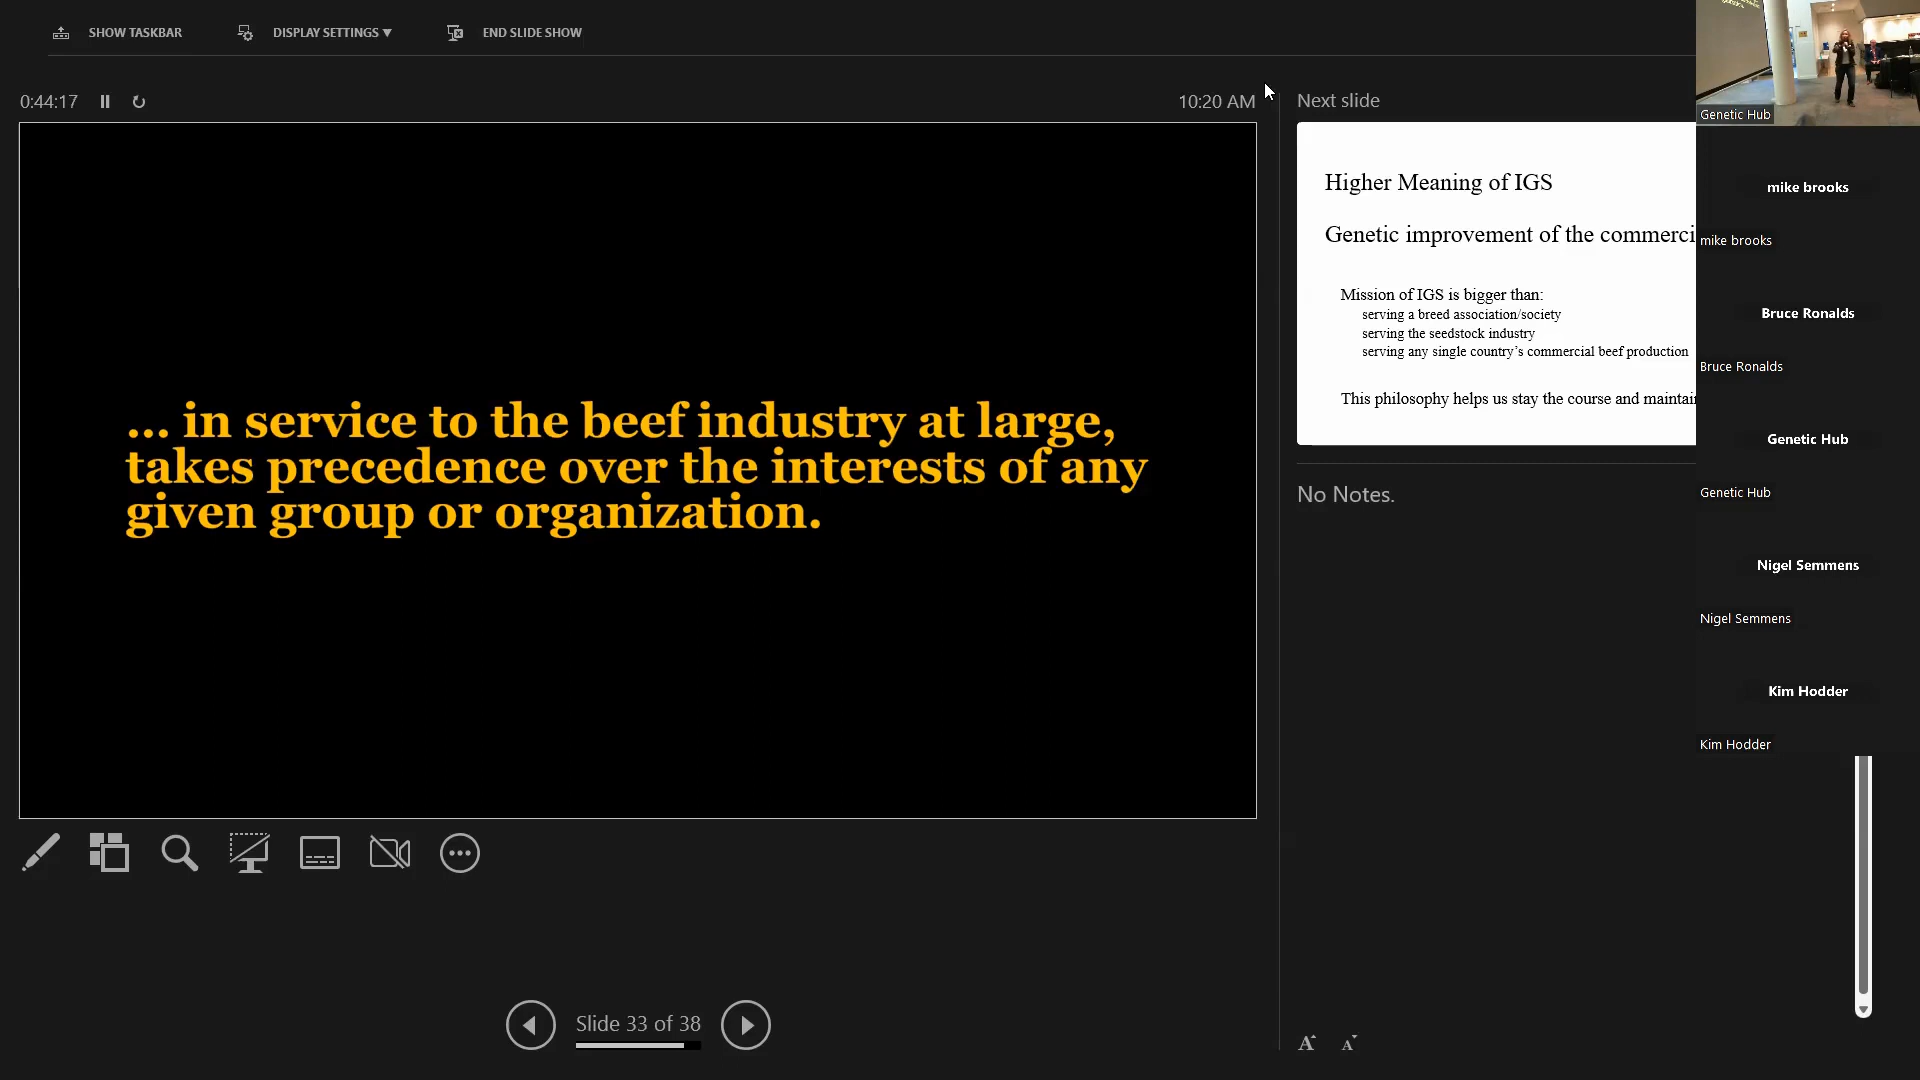 SHOW TASKBAR
DISPLAY SETTINGS ▼
END SLIDE SHOW
0:44:17
10:20 AM
... in service to the beef industry at large,
takes precedence over the interests of any
given group or organization.
Slide 33 of 38
Next slide
Higher Meaning of IGS
Genetic improvement of the commerci
Mission of IGS is bigger than:
serving a breed association/society
serving the seedstock industry
serving any single country's commercial beef production
This philosophy helps us stay the course and maintai
No Notes.
A A
Genetic Hub
mike brooks
mike brooks
Bruce Ronalds
Bruce Ronalds
Genetic Hub
Genetic Hub
Nigel Semmens
Nigel Semmens
Kim Hodder
Kim Hodder